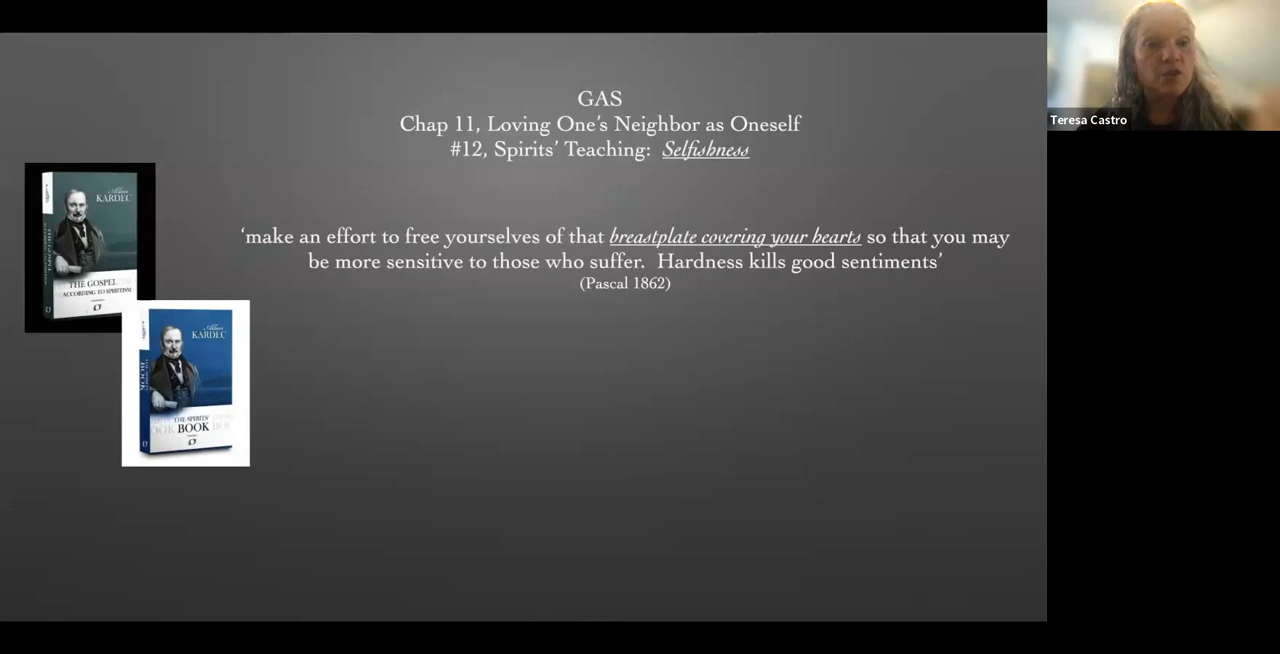 GAS
Chap 11, Loving One's Neighbor as Oneself
#12, Spirits' Teaching: Selfishness
'make an effort to free yourselves of that breastplate covering your hearts so that you may
be more sensitive to those who suffer. Hardness kills good sentiments'
(Pascal 1862)
Allan
KARDEC
THE GOSPEL
ACCORDING TO SPIRITISM
Allan
KARDEC
THE SPIRITS'
BOOK
Teresa Castro